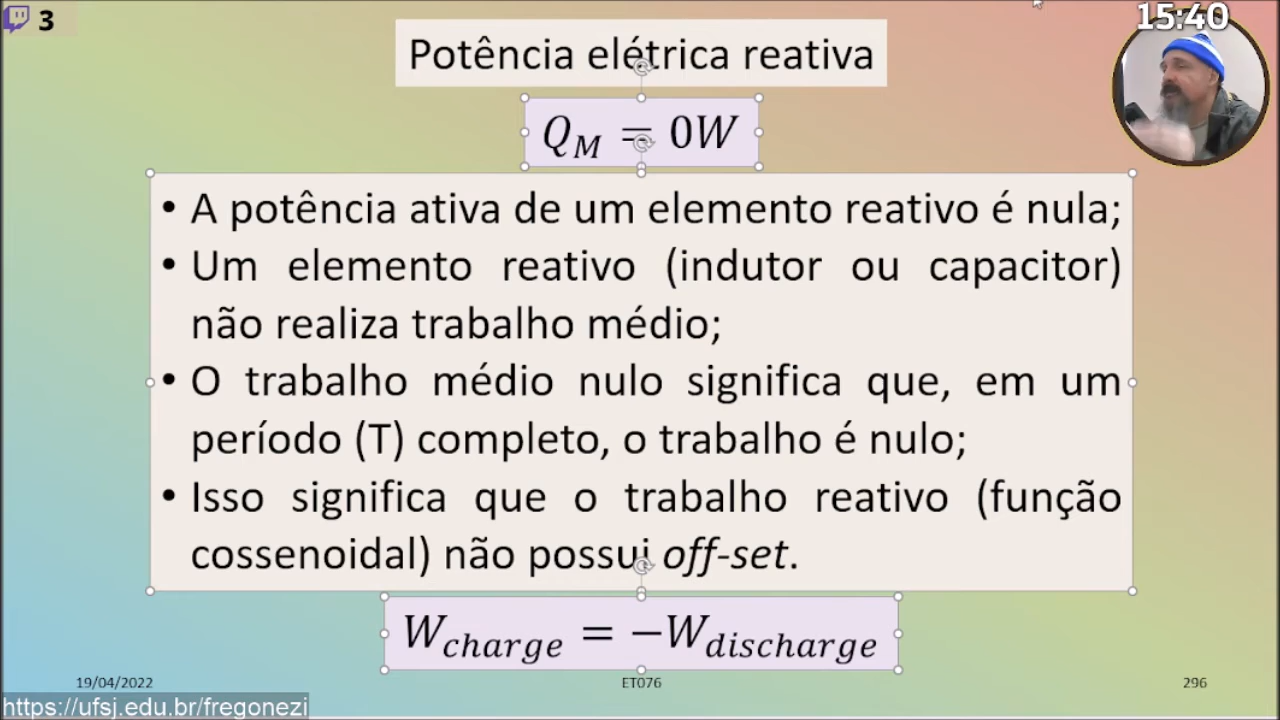 3
15:40
Potência elétrica reativa
Q_M = 0W
• A potência ativa de um elemento reativo é nula;
• Um elemento reativo (indutor ou capacitor)
não realiza trabalho médio;
• O trabalho médio nulo significa que, em um
período (T) completo, o trabalho é nulo;
• Isso significa que o trabalho reativo (função
cossenoidal) não possui off-set.
W_charge = −W_discharge
19/04/2022
ET076
296
https://ufsj.edu.br/fregonezi